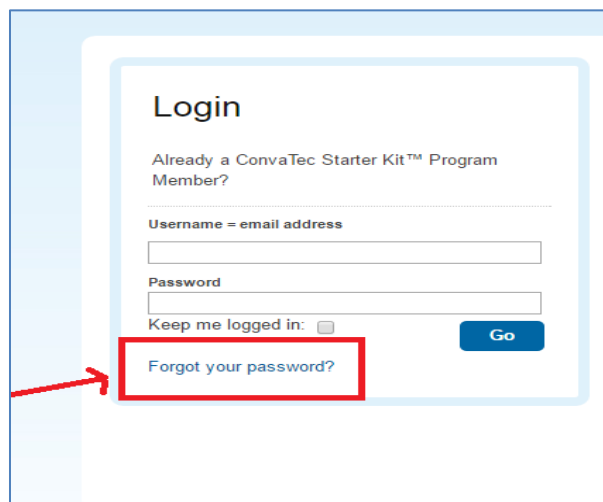 Login
Already a ConvaTec Starter Kit™ Program
Member?
Username = email address
Password
Keep me logged in:
Go
Forgot your password?